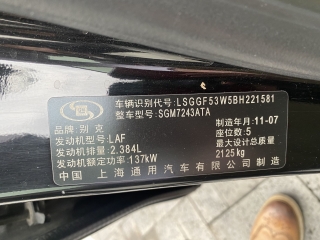 车辆识别代号: LSGGF53W5BH221581
整车型号: SGM7243ATA
品牌: 别克
制造年月: 11-07
发动机型号: LAF
座位数: 5
发动机排量: 2.384L
最大设计总质量
发动机额定功率: 137kW
2125kg
中国 上海通用汽车有限公司 制造